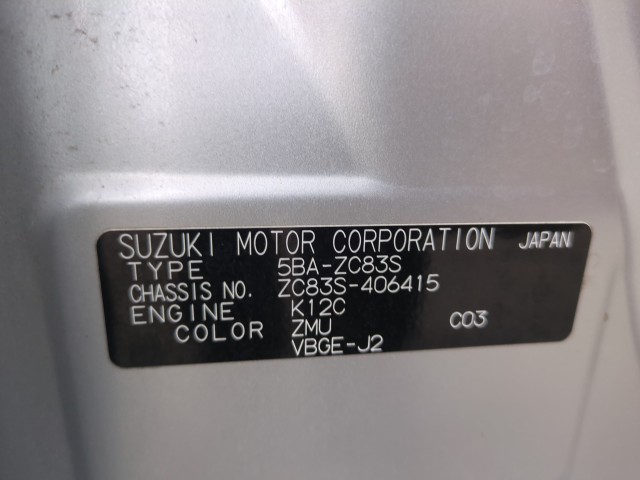 SUZUKI MOTOR CORPORATION JAPAN
TYPE 5BA-ZC83S
CHASSIS NO. ZC83S-406415
ENGINE K12C
COLOR ZMU C03
VBGE-J2